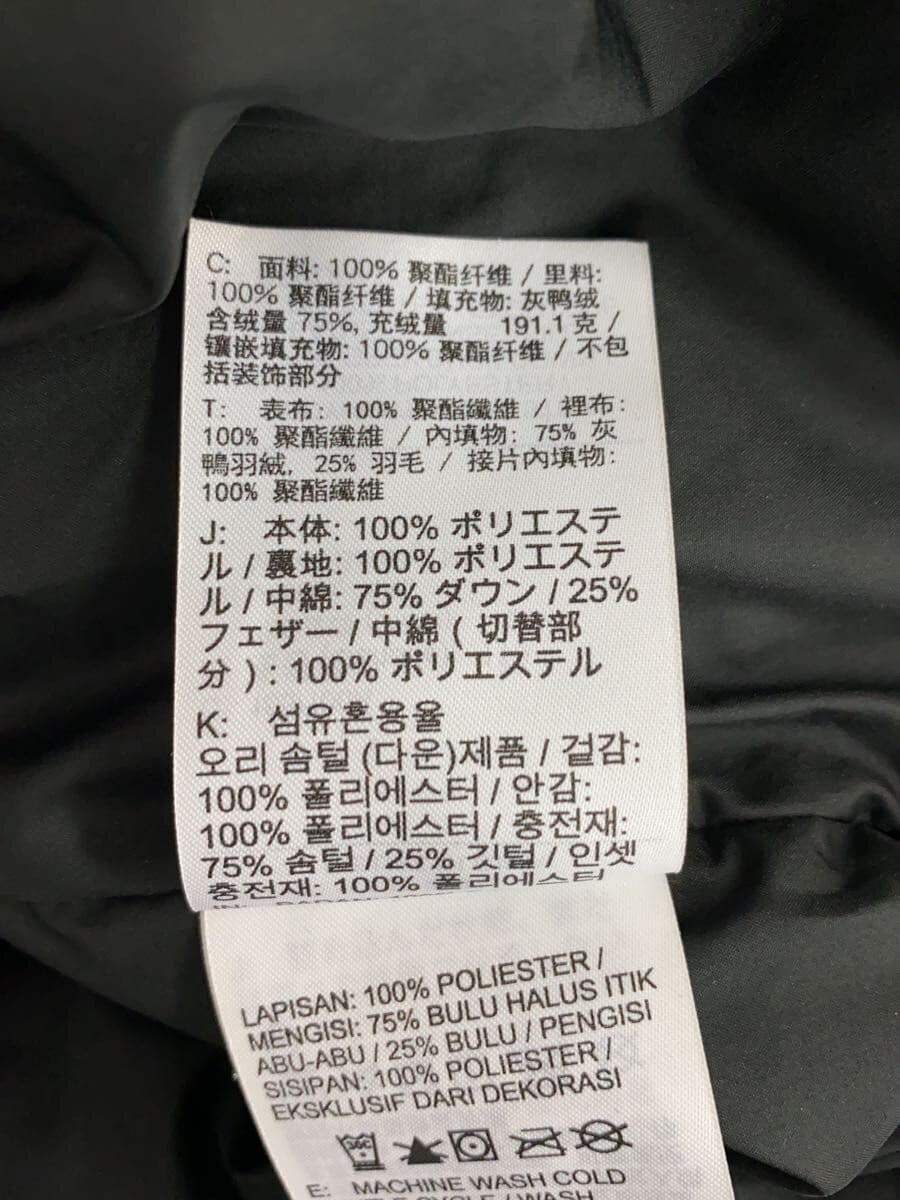 C: 面料: 100% 聚酯纤维 / 里料:
100% 聚酯纤维 / 填充物: 灰鸭绒
含绒量 75%, 充绒量 191.1 克 /
镶嵌填充物: 100% 聚酯纤维 / 不包
括装饰部分
T: 表布: 100% 聚酯纖維 / 裡布:
100% 聚酯纖維 / 內填物: 75% 灰
鴨羽絨, 25% 羽毛 / 接片內填物:
100% 聚酯纖維
J: 本体: 100% ポリエステ
ル / 裏地: 100% ポリエステ
ル / 中綿: 75% ダウン / 25%
フェザー / 中綿 ( 切替部
分 ) : 100% ポリエステル
K: 섬유혼용율
오리 솜털 (다운)제품 / 겉감:
100% 폴리에스터 / 안감:
100% 폴리에스터 / 충전재:
75% 솜털 / 25% 깃털 / 인셋
충전재: 100% 폴리에스터
LAPISAN: 100% POLIESTER /
MENGISI: 75% BULU HALUS ITIK
ABU-ABU / 25% BULU / PENGISI
SISIPAN: 100% POLIESTER /
EKSKLUSIF DARI DEKORASI
E: MACHINE WASH COLD